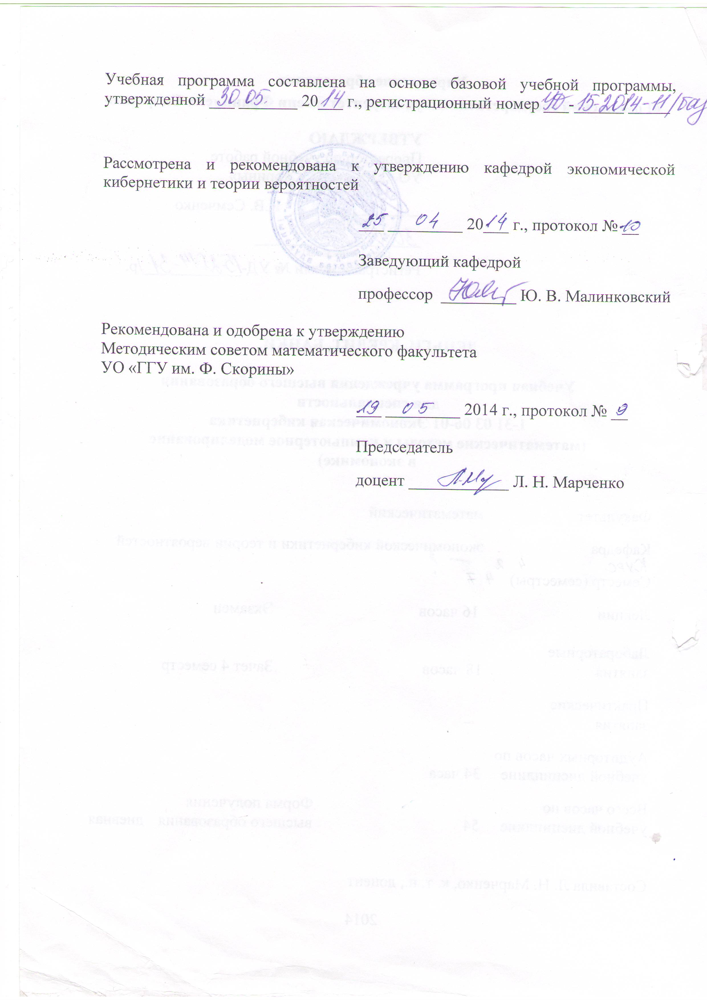 Учебная программа составлена на основе базовой учебной программы,
утвержденной 30 05. 2014 г., регистрационный номер УД-15-2014-11/баз
Рассмотрена и рекомендована к утверждению кафедрой экономической
кибернетики и теории вероятностей
25 04 2014 г., протокол № 10
Заведующий кафедрой
профессор Ю. В. Малинковский
Рекомендована и одобрена к утверждению
Методическим советом математического факультета
УО «ГГУ им. Ф. Скорины»
19 05 2014 г., протокол № 9
Председатель
доцент Л. Н. Марченко